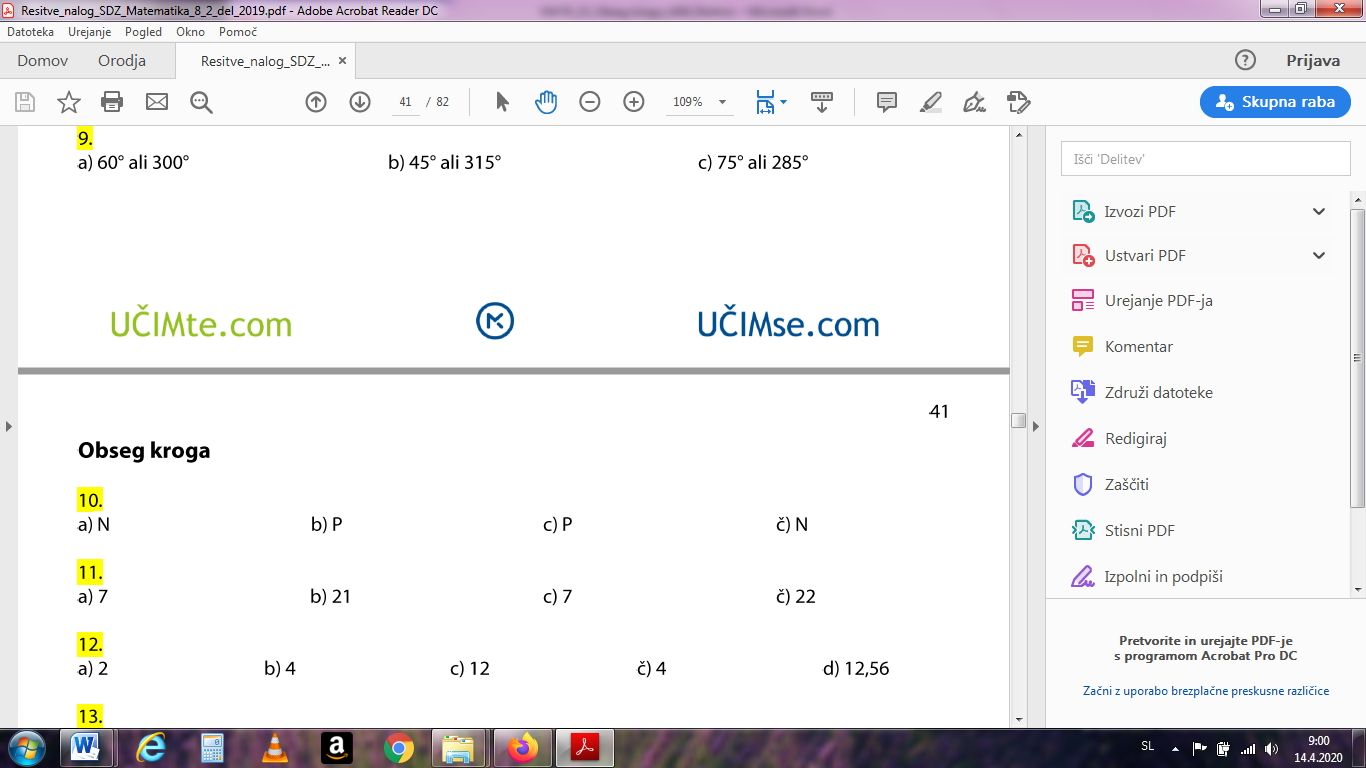 Resitve_nalog_SDZ_Matematika_8_2_del_2019.pdf - Adobe Acrobat Reader DC
Datoteka Urejanje Pogled Okno Pomoč
Domov Orodja Resitve_nalog_SDZ_... × Prijava
41 / 82 109% Skupna raba
9.
a) 60° ali 300° b) 45° ali 315° c) 75° ali 285°
UČIMte.com UČIMse.com
41
Obseg kroga
10.
a) N b) P c) P č) N
11.
a) 7 b) 21 c) 7 č) 22
12.
a) 2 b) 4 c) 12 č) 4 d) 12,56
13.
Išči 'Delitev'
Izvozi PDF
Ustvari PDF
Urejanje PDF-ja
Komentar
Združi datoteke
Redigiraj
Zaščiti
Stisni PDF
Izpolni in podpiši
Pretvorite in urejajte PDF-je
s programom Acrobat Pro DC
Začni z uporabo brezplačne preskusne različice
SL 9:00
14.4.2020